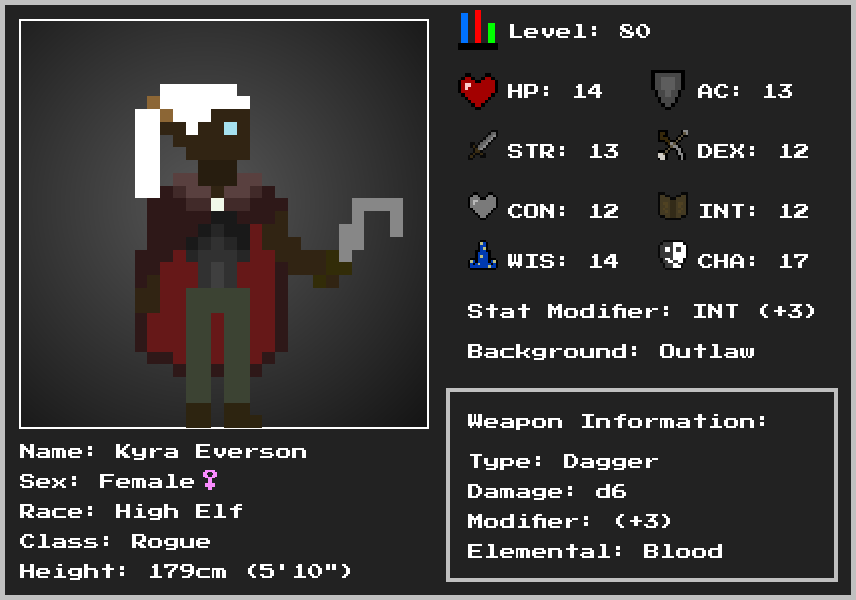 Level: 80
HP: 14 AC: 13
STR: 13 DEX: 12
CON: 12 INT: 12
WIS: 14 CHA: 17
Stat Modifier: INT (+3)
Background: Outlaw
Weapon Information:
Type: Dagger
Damage: d6
Modifier: (+3)
Elemental: Blood
Name: Kyra Everson
Sex: Female♀
Race: High Elf
Class: Rogue
Height: 179cm (5'10")